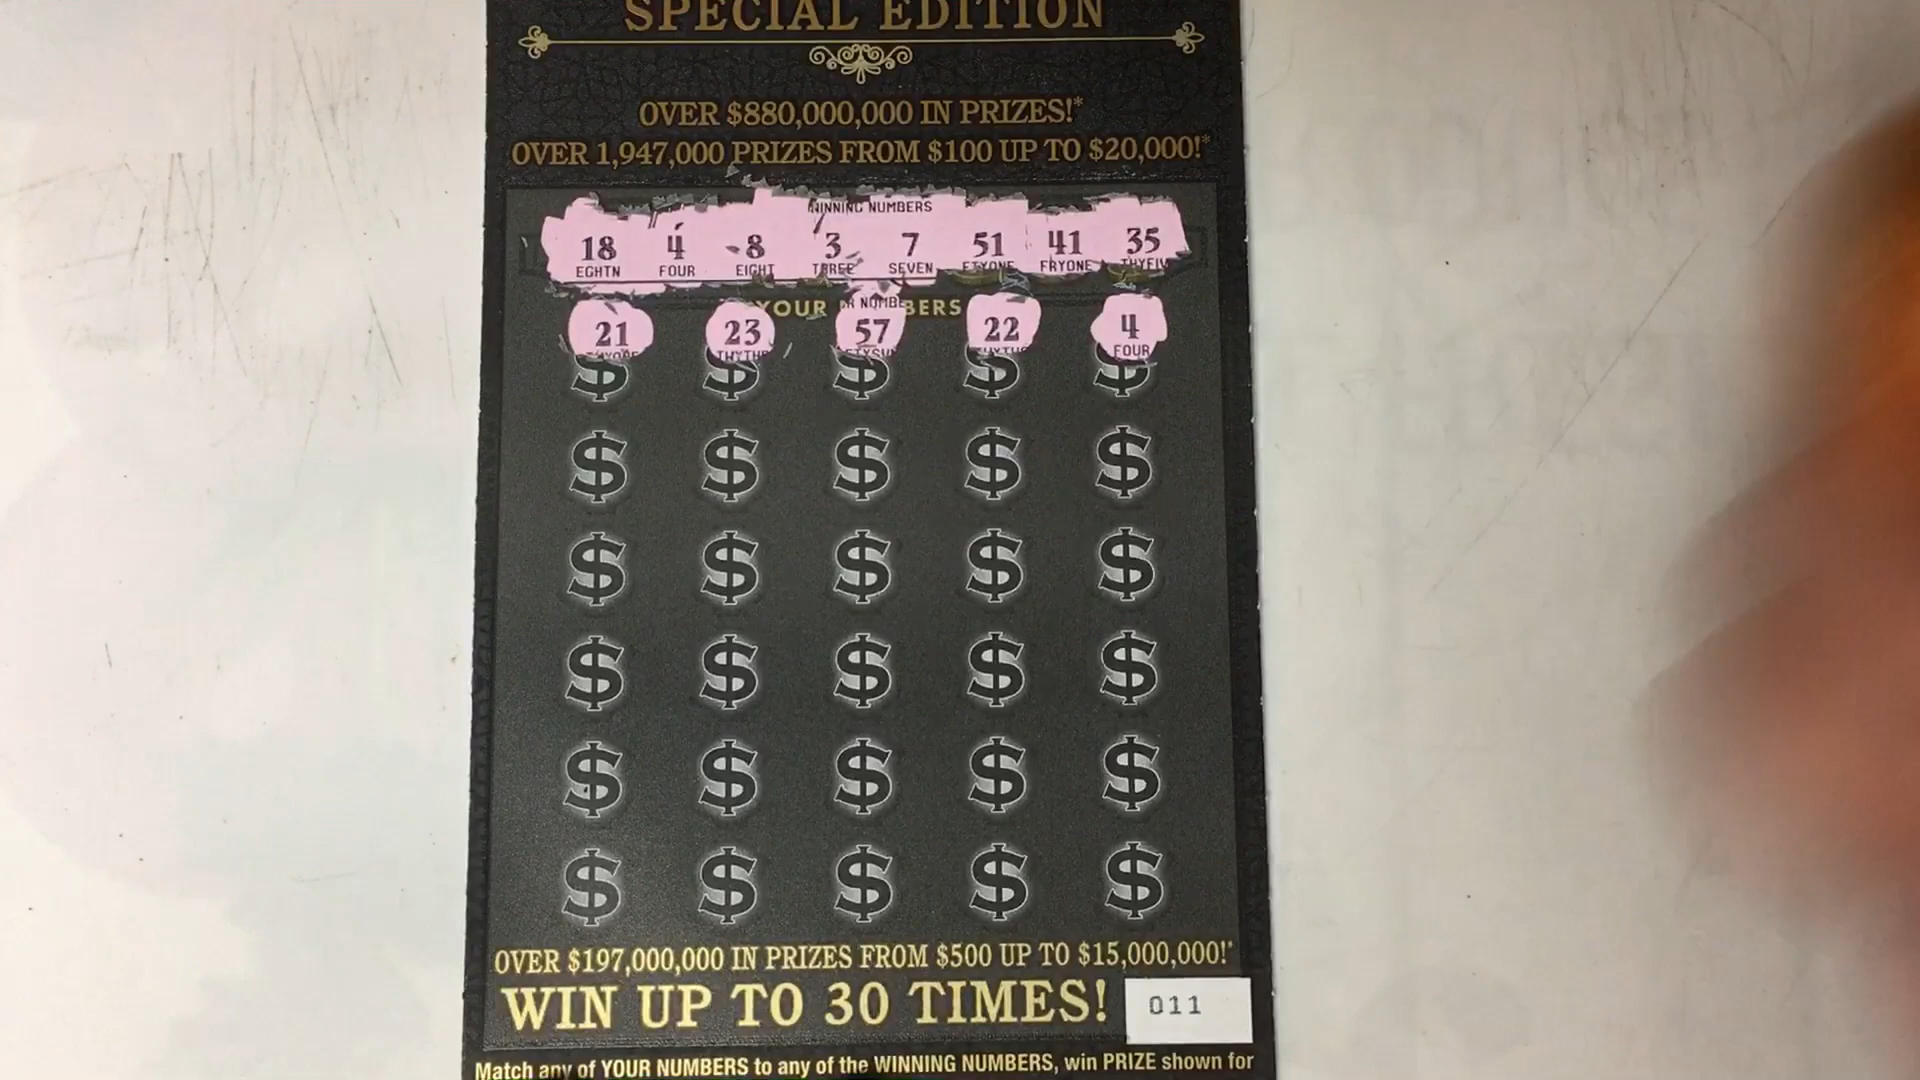 SPECIAL EDITION
OVER $880,000,000 IN PRIZES!*
OVER 1,947,000 PRIZES FROM $100 UP TO $20,000!*
WINNING NUMBERS
18 4 8 3 7 51 41 35
EGHTN FOUR EIGHT THREE SEVEN FTYONE FRYONE THYFIV
YOUR BERS
21 23 57 22 4
FOUR
OVER $197,000,000 IN PRIZES FROM $500 UP TO $15,000,000!*
WIN UP TO 30 TIMES! 011
Match any of YOUR NUMBERS to any of the WINNING NUMBERS, win PRIZE shown for